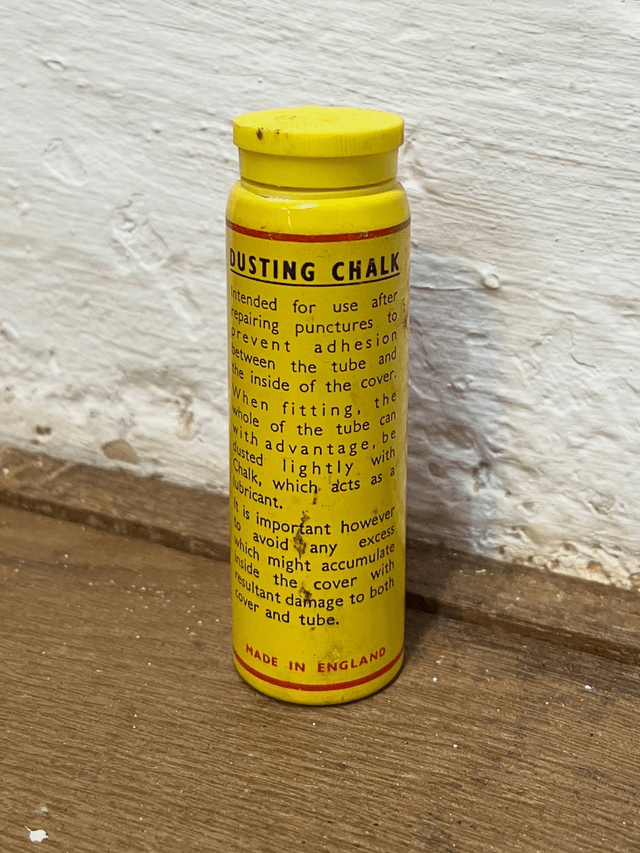 DUSTING CHALK
Intended for use after
repairing punctures to
prevent adhesion
between the tube and
the inside of the cover.
When fitting, the
whole of the tube can
with advantage, be
dusted lightly with
Chalk, which acts as a
lubricant.
It is important however
to avoid any excess
which might accumulate
inside the cover with
resultant damage to both
cover and tube.
MADE IN ENGLAND